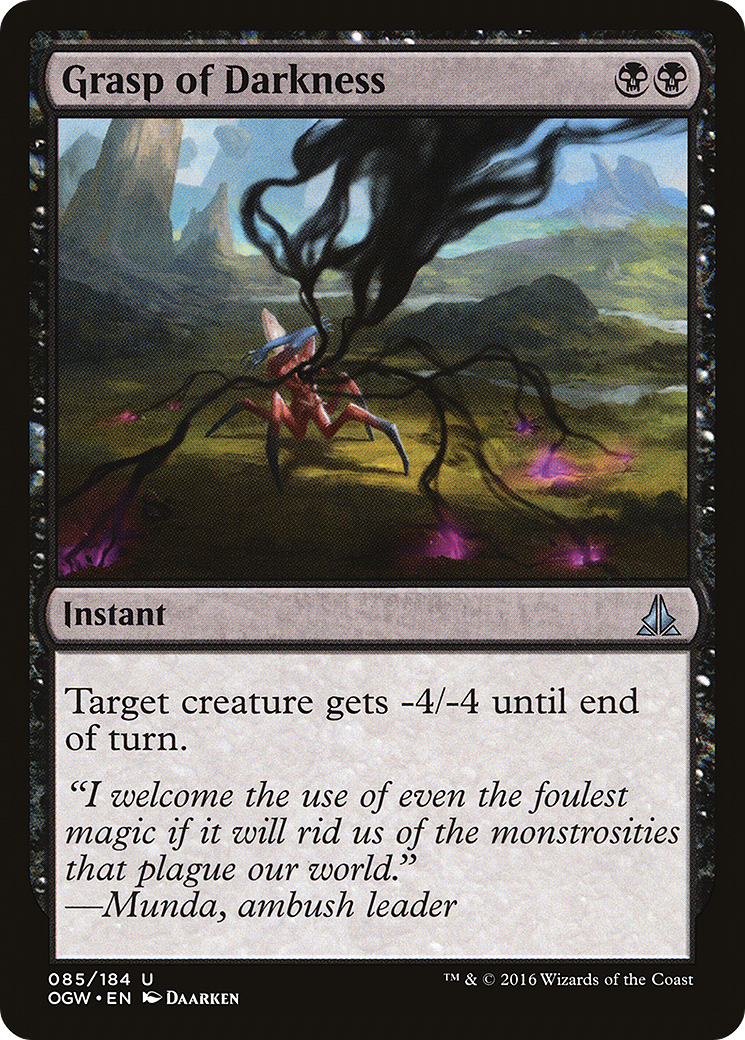 Grasp of Darkness
Instant
Target creature gets -4/-4 until end
of turn.
“I welcome the use of even the foulest
magic if it will rid us of the monstrosities
that plague our world.”
—Munda, ambush leader
085/184 U
OGW • EN DAARKEN
™ & © 2016 Wizards of the Coast